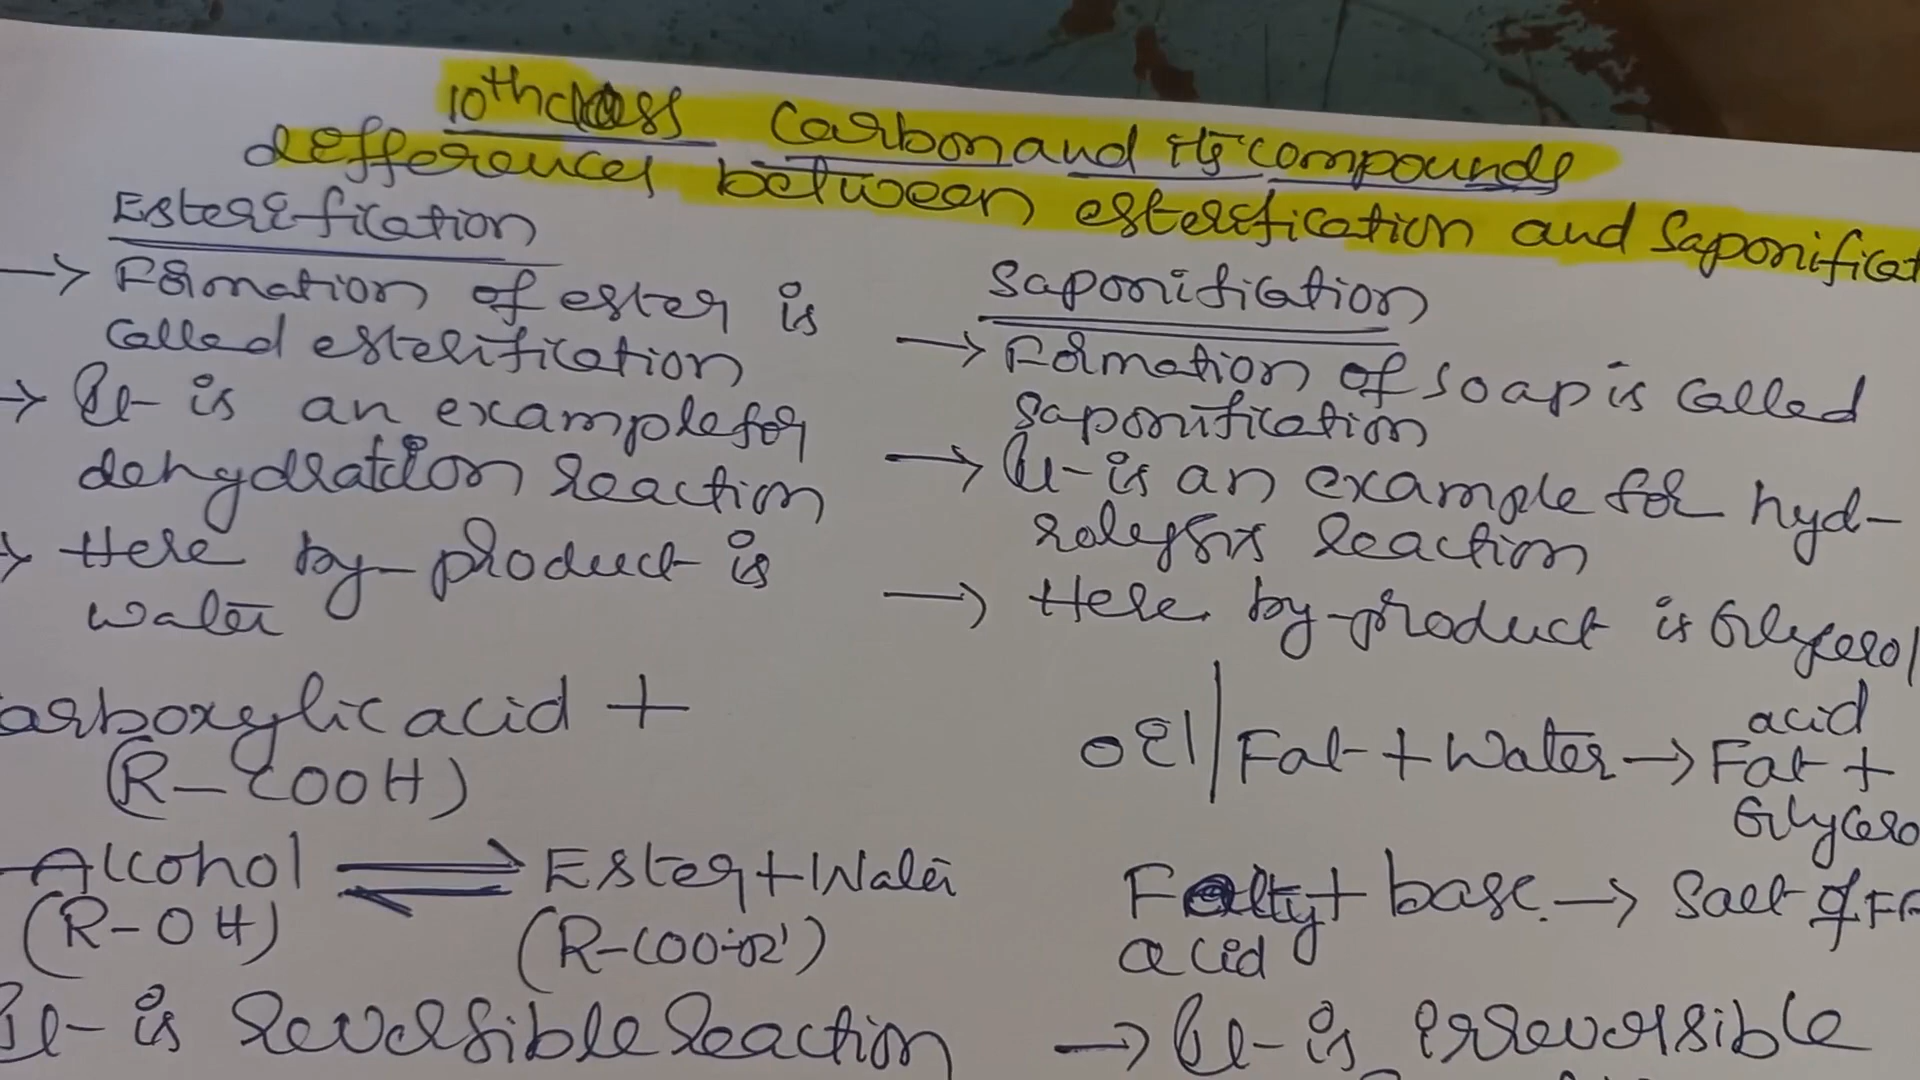 10th class Carbon and its compounds
defferences between esterification and Saponificat
Esterification
→ Formation of ester is
called esterification
→ It is an example for
dehydration reaction
→ Here by-product is
water
arboxylic acid +
(R-COOH)
Alcohol ⇌ Ester + Water
(R-OH) (R-COO-R')
It is reversible reaction
Saponification
→ Formation of soap is called
saponification
→ It is an example for hyd-
rolysis reaction
→ Here by-product is Glycerol
acid
oil/Fat + Water → Fat +
Glycero
Fatty + base → Salt of F
acid
→ It is irreversible